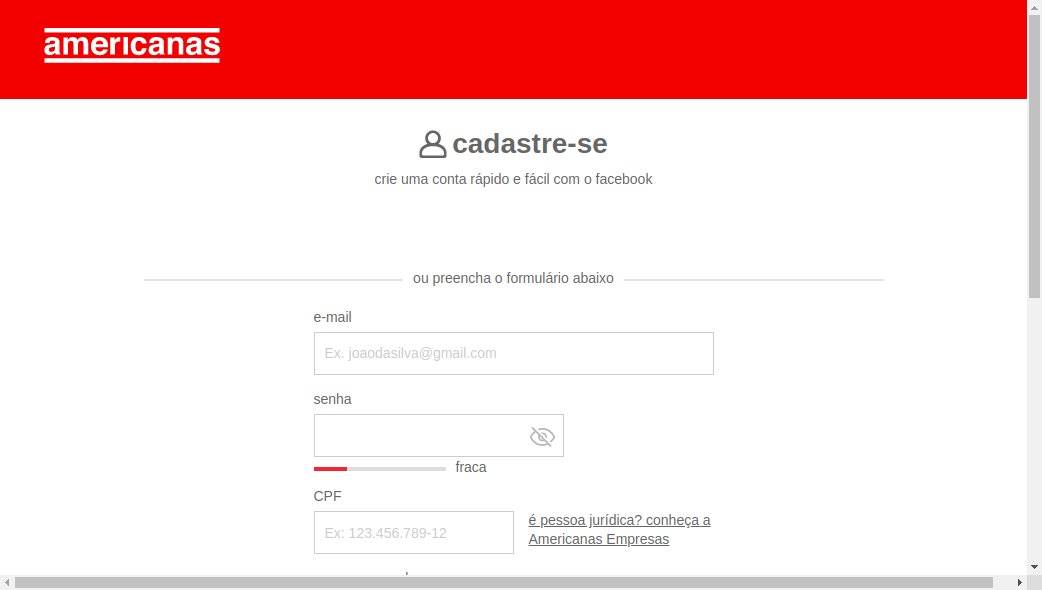 americanas
cadastre-se
crie uma conta rápido e fácil com o facebook
ou preencha o formulário abaixo
e-mail
Ex. joaodasilva@gmail.com
senha
fraca
CPF
Ex: 123.456.789-12
é pessoa jurídica? conheça a
Americanas Empresas